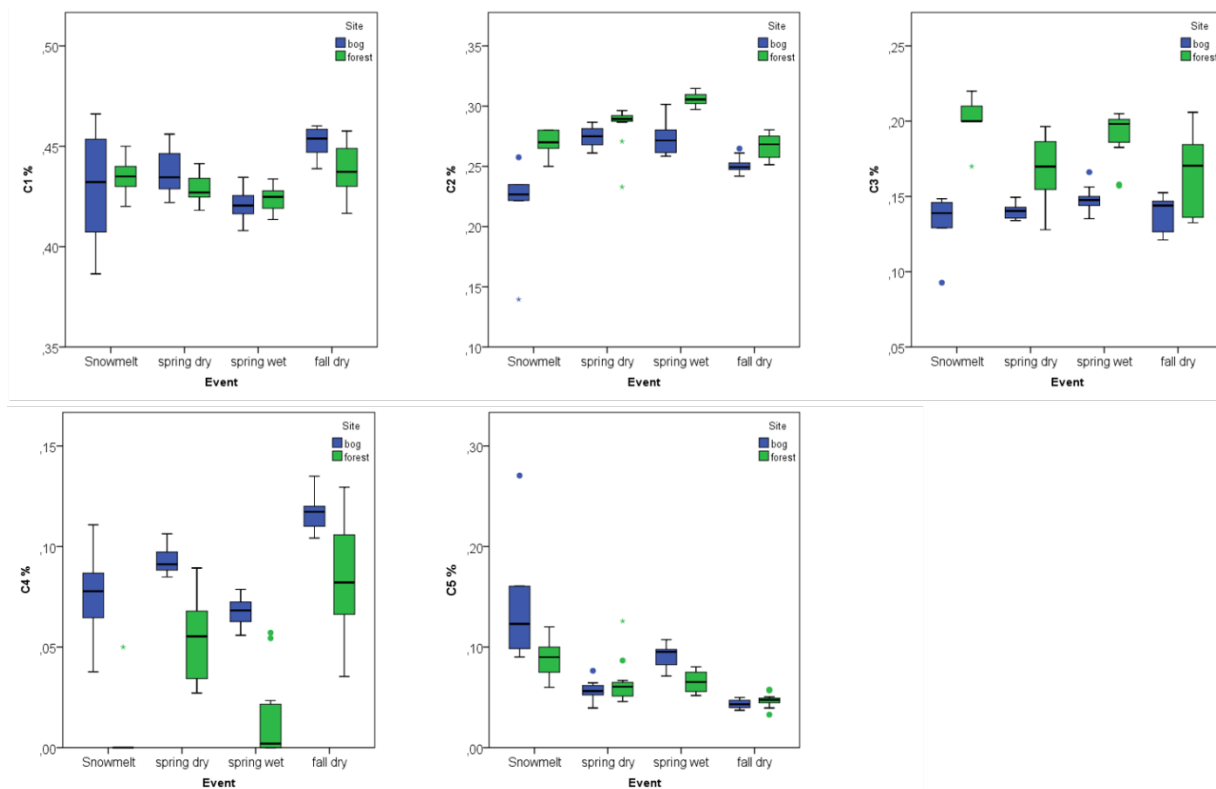 Site
bog
forest
,50
,45
,40
,35
C1 %
Snowmelt spring dry spring wet fall dry
Event
Site
bog
forest
,30
,25
,20
,15
,10
C2 %
Snowmelt spring dry spring wet fall dry
Event
Site
bog
forest
,25
,20
,15
,10
,05
C3 %
Snowmelt spring dry spring wet fall dry
Event
Site
bog
forest
,15
,10
,05
,00
C4 %
Snowmelt spring dry spring wet fall dry
Event
Site
bog
forest
,30
,20
,10
,00
C5 %
Snowmelt spring dry spring wet fall dry
Event